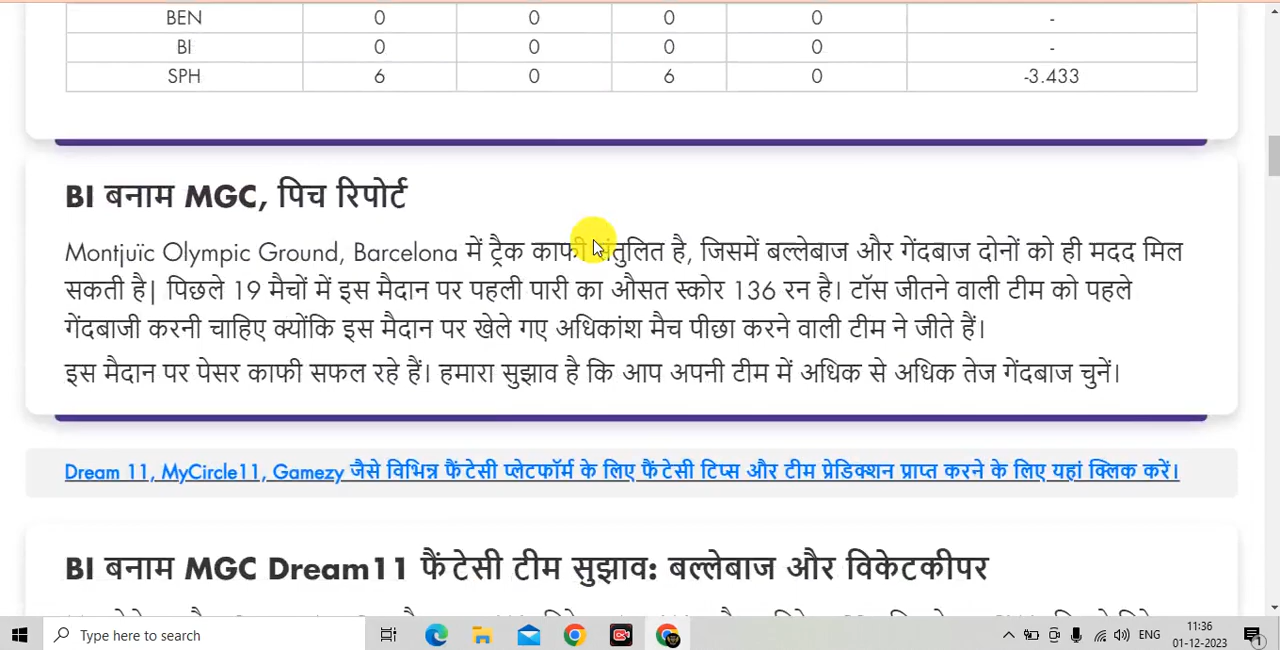 BEN 0 0 0 0 -
BI 0 0 0 0 -
SPH 6 0 6 0 -3.433
BI बनाम MGC, पिच रिपोर्ट
Montjuïc Olympic Ground, Barcelona में ट्रैक काफी संतुलित है, जिसमें बल्लेबाज और गेंदबाज दोनों को ही मदद मिल
सकती है| पिछले 19 मैचों में इस मैदान पर पहली पारी का औसत स्कोर 136 रन है। टॉस जीतने वाली टीम को पहले
गेंदबाजी करनी चाहिए क्योंकि इस मैदान पर खेले गए अधिकांश मैच पीछा करने वाली टीम ने जीते हैं।
इस मैदान पर पेसर काफी सफल रहे हैं। हमारा सुझाव है कि आप अपनी टीम में अधिक से अधिक तेज गेंदबाज चुनें।
Dream 11, MyCircle11, Gamezy जैसे विभिन्न फैंटेसी प्लेटफॉर्म के लिए फैंटेसी टिप्स और टीम प्रेडिक्शन प्राप्त करने के लिए यहां क्लिक करें।
BI बनाम MGC Dream11 फैंटेसी टीम सुझाव: बल्लेबाज और विकेटकीपर
Type here to search
ENG
11:36
01-12-2023
1